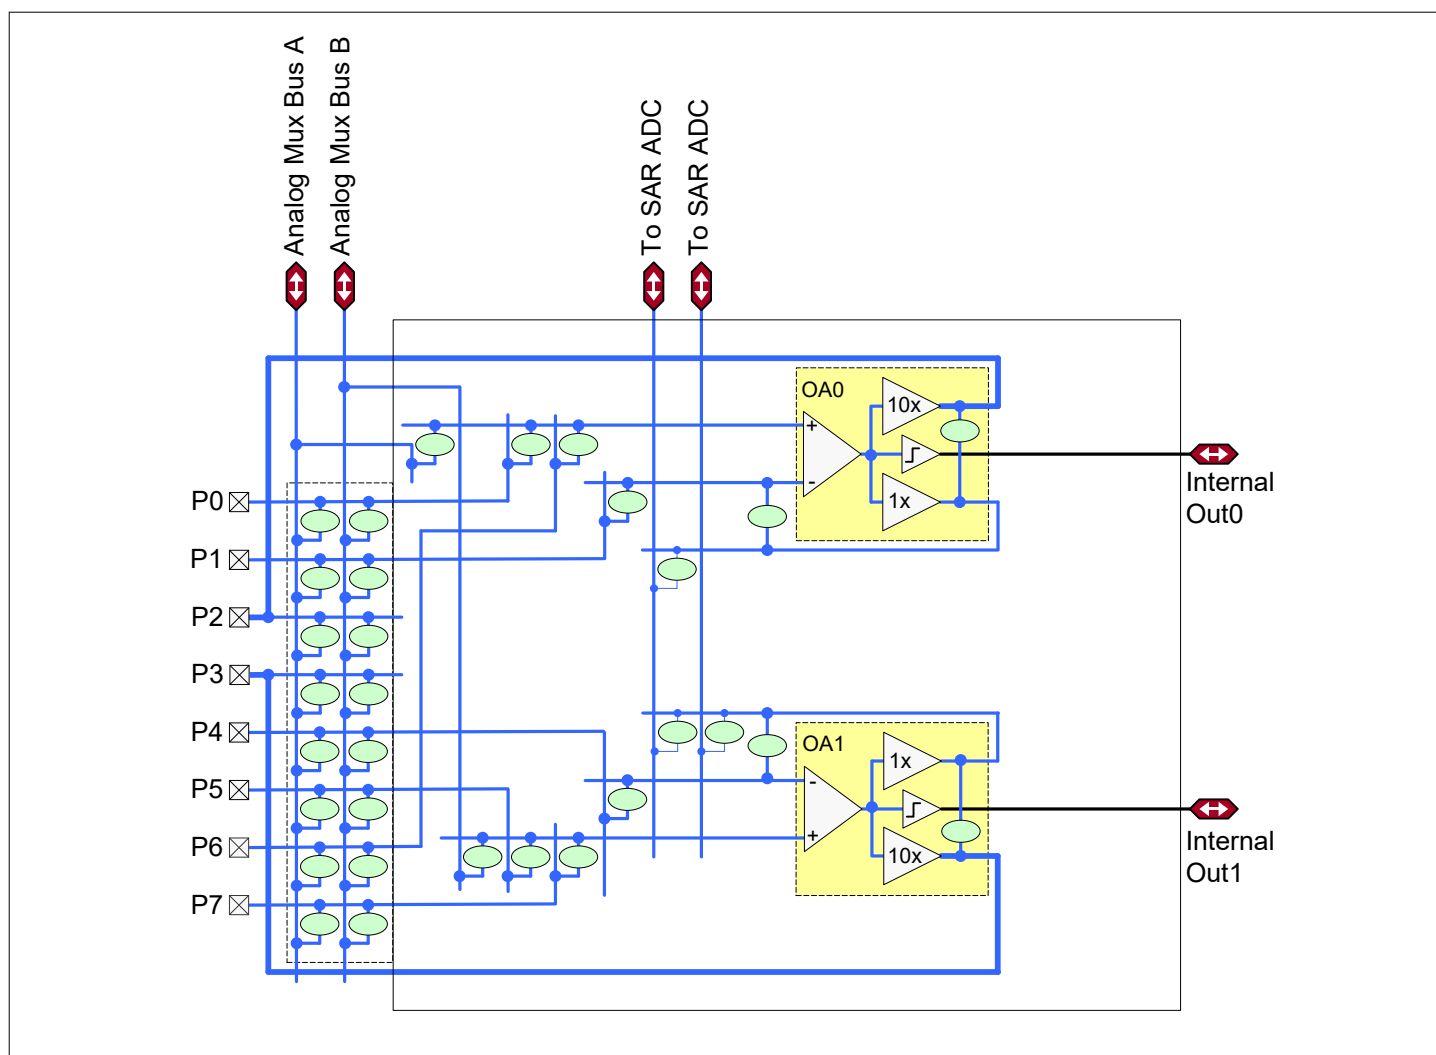 Analog Mux Bus A
Analog Mux Bus B
To SAR ADC
To SAR ADC
OA0
10x
+
-
1x
Internal
Out0
P0
P1
P2
P3
P4
P5
P6
P7
OA1
1x
-
+
10x
Internal
Out1